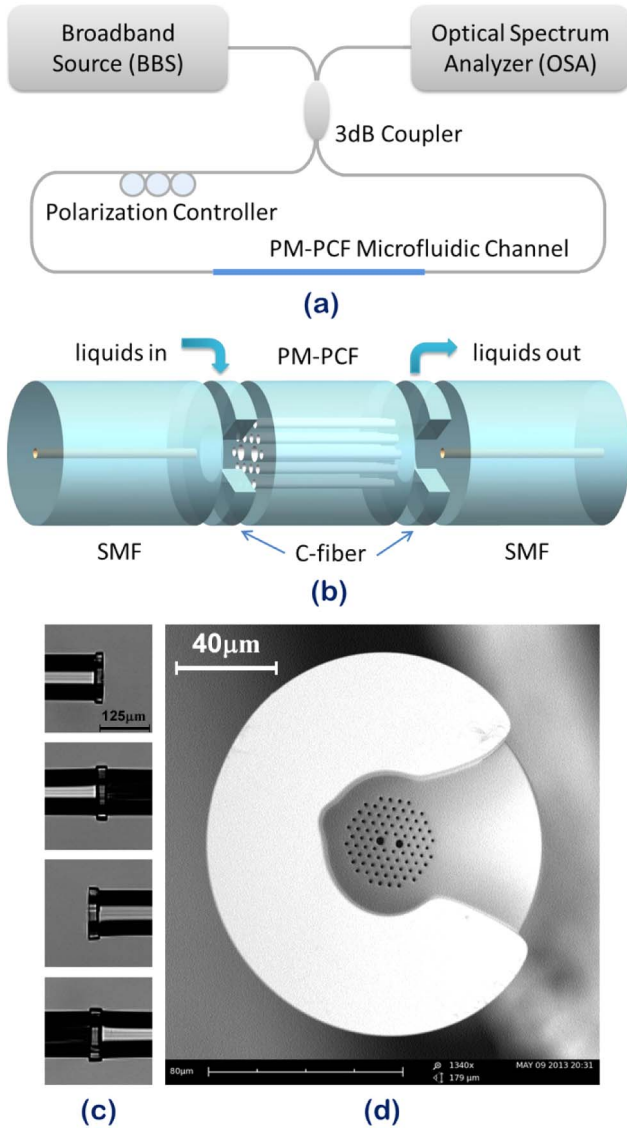 Broadband
Source (BBS)
Optical Spectrum
Analyzer (OSA)
3dB Coupler
Polarization Controller
PM-PCF Microfluidic Channel
(a)
liquids in
PM-PCF
liquids out
SMF
C-fiber
SMF
(b)
125μm
40μm
80μm
1340x
179 μm
MAY 09 2013 20:31
(c)
(d)